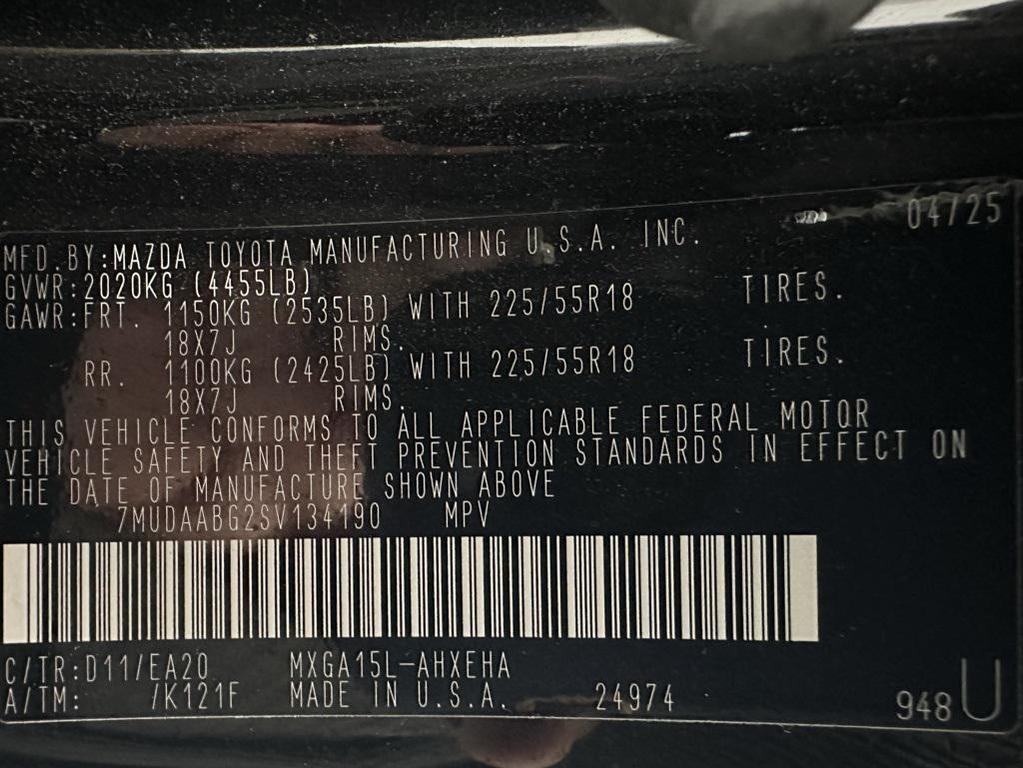 04/25
MFD.BY:MAZDA TOYOTA MANUFACTURING U.S.A. INC.
GVWR:2020KG (4455LB)
GAWR:FRT. 1150KG (2535LB) WITH 225/55R18 TIRES.
18X7J RIMS.
RR. 1100KG (2425LB) WITH 225/55R18 TIRES.
18X7J RIMS.
THIS VEHICLE CONFORMS TO ALL APPLICABLE FEDERAL MOTOR
VEHICLE SAFETY AND THEFT PREVENTION STANDARDS IN EFFECT ON
THE DATE OF MANUFACTURE SHOWN ABOVE
7MUDAABG2SV134190 MPV
C/TR:D11/EA20 MXGA15L-AHXEHA
A/TM: /K121F MADE IN U.S.A. 24974 948U